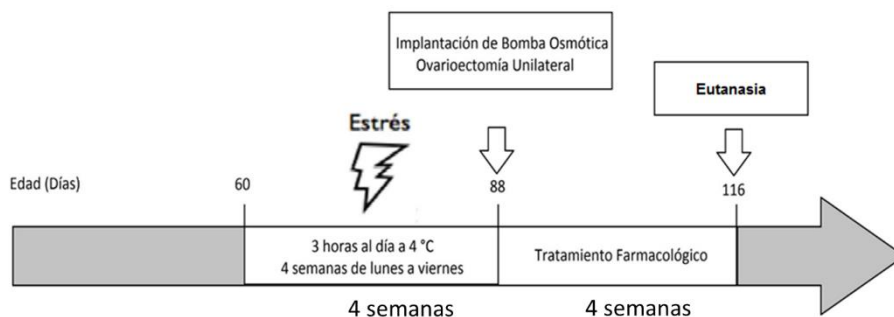 Implantación de Bomba Osmótica
Ovarioectomía Unilateral
Eutanasia
Estrés
Edad (Días)
60
88
116
3 horas al día a 4 °C
4 semanas de lunes a viernes
Tratamiento Farmacológico
4 semanas
4 semanas